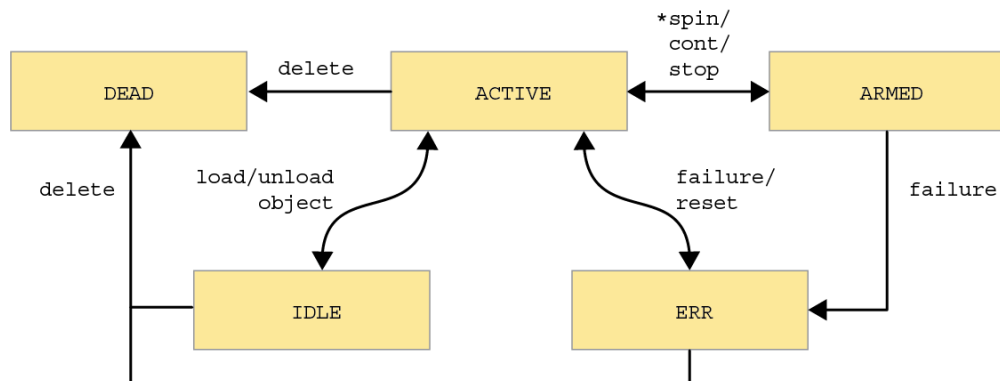 *spin/
cont/
stop
delete
DEAD
ACTIVE
ARMED
delete
load/unload
object
failure/
reset
failure
IDLE
ERR